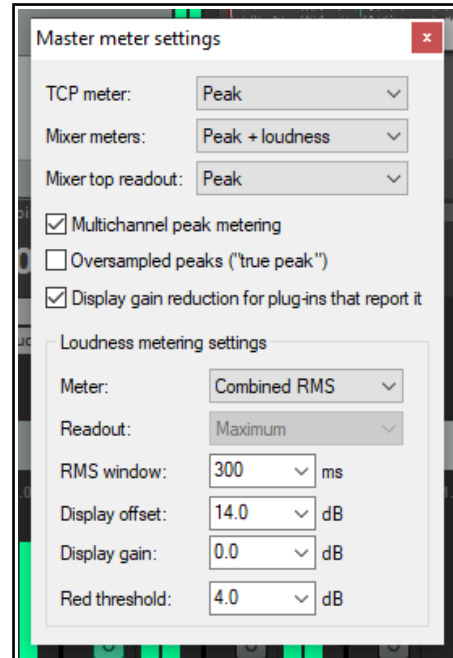 Master meter settings
x
TCP meter: Peak
Mixer meters: Peak + loudness
Mixer top readout: Peak
Multichannel peak metering
Oversampled peaks ("true peak")
Display gain reduction for plug-ins that report it
Loudness metering settings
Meter: Combined RMS
Readout: Maximum
RMS window: 300 ms
Display offset: 14.0 dB
Display gain: 0.0 dB
Red threshold: 4.0 dB